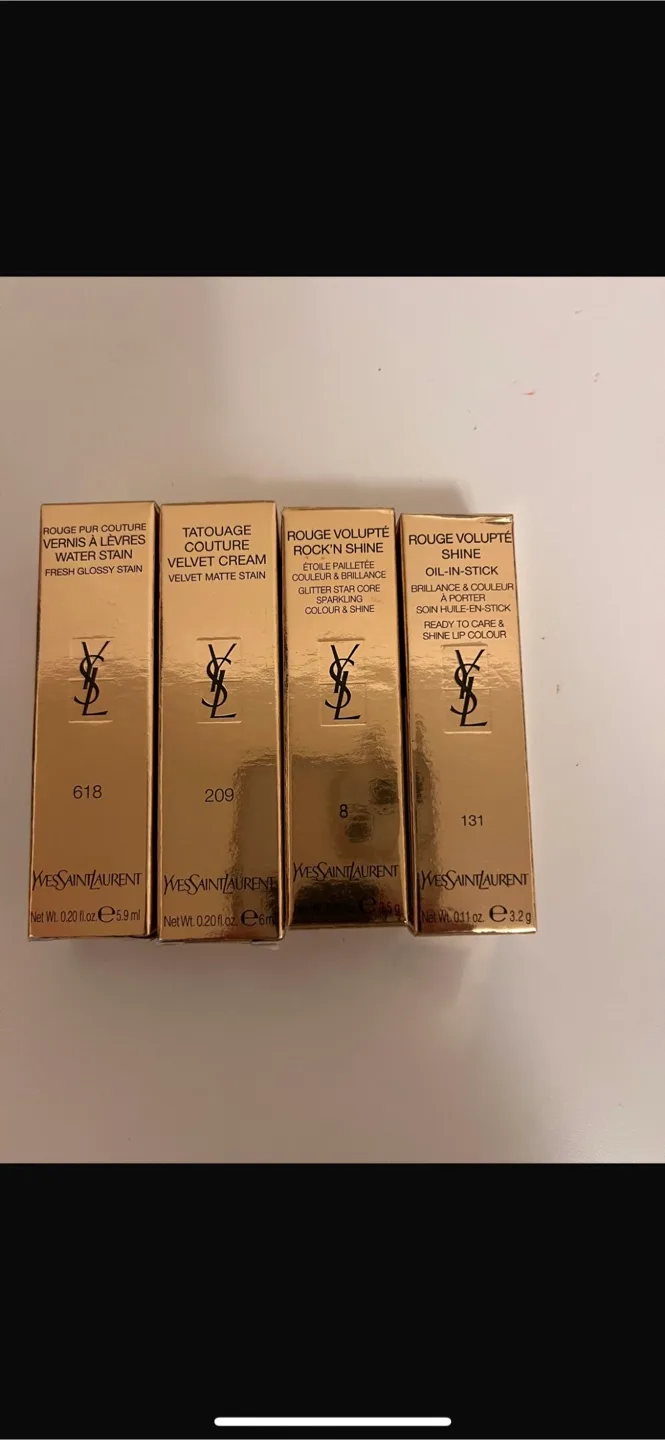 ROUGE PUR COUTURE
VERNIS À LÈVRES
WATER STAIN
FRESH GLOSSY STAIN
YSL
618
YVESSAINTLAURENT
Net Wt. 0.20 fl.oz. e 5.9 ml
TATOUAGE
COUTURE
VELVET CREAM
VELVET MATTE STAIN
YSL
209
YVESSAINTLAURENT
Net Wt. 0.20 fl.oz. e 6m
ROUGE VOLUPTÉ
ROCK'N SHINE
ÉTOILE PAILLETÉE
COULEUR & BRILLANCE
GLITTER STAR CORE
SPARKLING
COLOUR & SHINE
YSL
8
YVESSAINTLAURENT
e
ROUGE VOLUPTÉ
SHINE
OIL-IN-STICK
BRILLANCE & COULEUR
À PORTER
SOIN HUILE-EN-STICK
READY TO CARE &
SHINE LIP COLOUR
YSL
131
YVESSAINTLAURENT
Net Wt. 0.11 oz. e 3.2 g